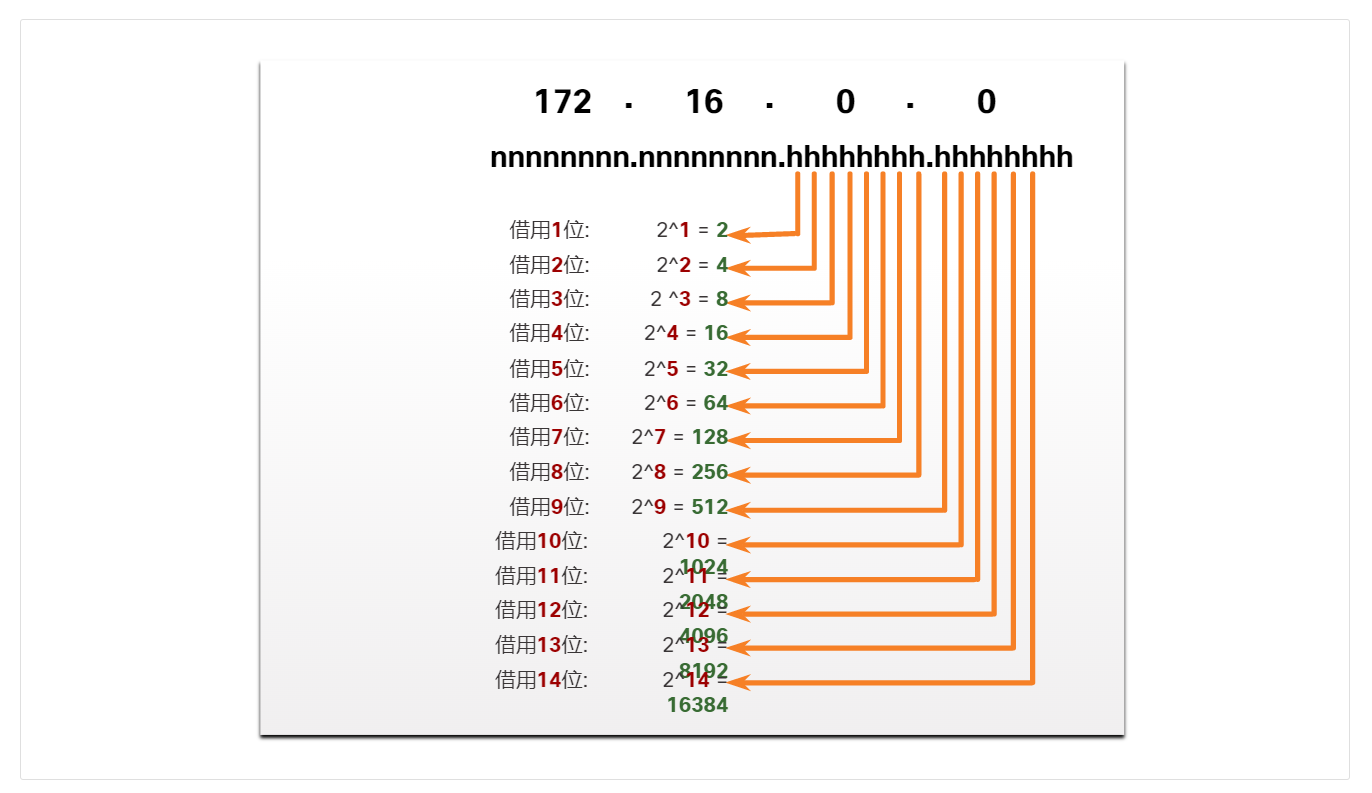 172 . 16 . 0 . 0
nnnnnnnn.nnnnnnnn.hhhhhhhh.hhhhhhhh
借用1位: 2^1 = 2
借用2位: 2^2 = 4
借用3位: 2 ^3 = 8
借用4位: 2^4 = 16
借用5位: 2^5 = 32
借用6位: 2^6 = 64
借用7位: 2^7 = 128
借用8位: 2^8 = 256
借用9位: 2^9 = 512
借用10位: 2^10 =
1024
借用11位: 2^11 =
2048
借用12位: 2^12 =
4096
借用13位: 2^13 =
8192
借用14位: 2^14 =
16384